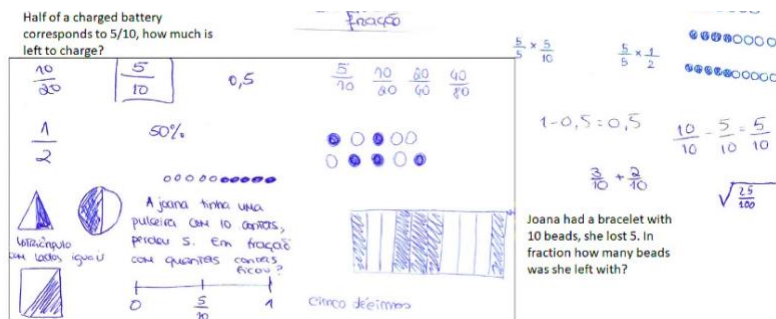 Half of a charged battery
corresponds to 5/10, how much is
left to charge?
fração
5/5 x 5/10
5/5 x 1/2
10/20
5/10
0,5
5/10 10/20 20/40 40/80
1/2
50%
1-0,5=0,5
10/10 - 5/10 = 5/10
3/10 + 2/10
√25/100
A joana tinha uma
pulseira com 10 contas,
perdeu 5. Em fração
com quantas contas
ficou?
triângulo
com lados iguais
0 5/10 1
cinco décimos
Joana had a bracelet with
10 beads, she lost 5. In
fraction how many beads
was she left with?